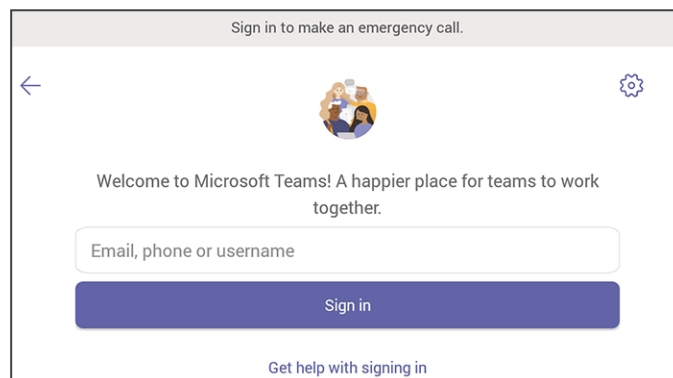 Sign in to make an emergency call.
Welcome to Microsoft Teams! A happier place for teams to work
together.
Email, phone or username
Sign in
Get help with signing in